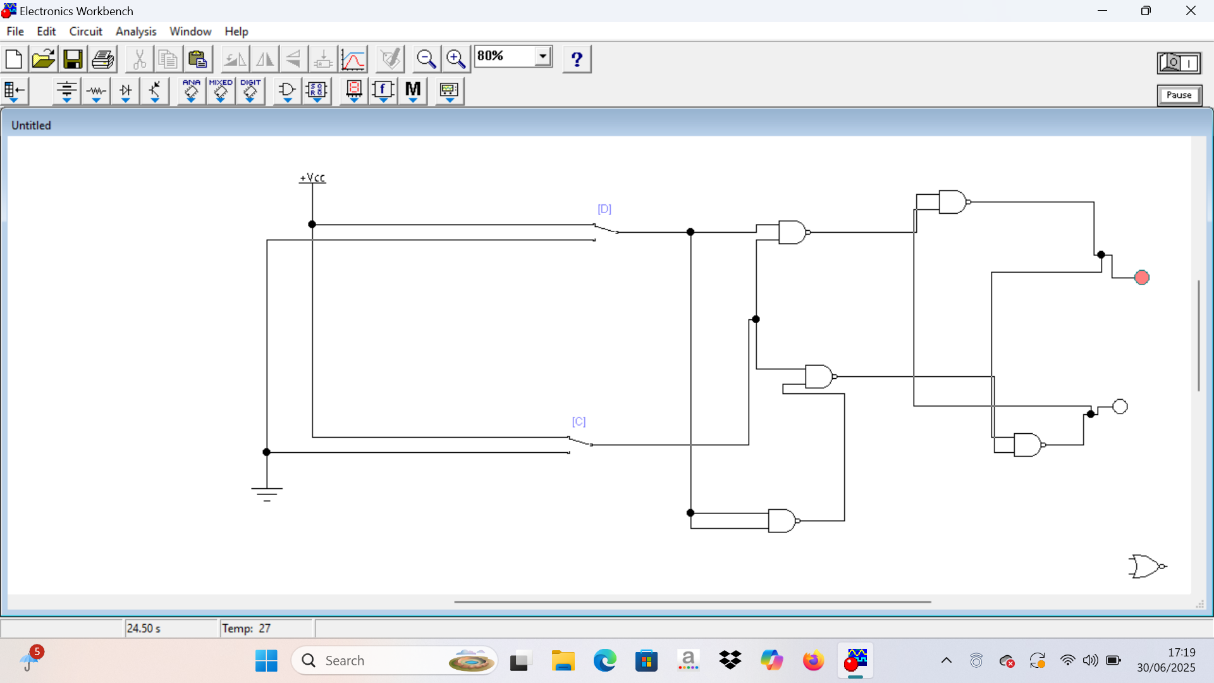 Electronics Workbench
File Edit Circuit Analysis Window Help
80%
?
ANA MIXED DIGIT
f
M
Pause
Untitled
+Vcc
[D]
[C]
24.50 s
Temp: 27
5
Search
a
17:19
30/06/2025